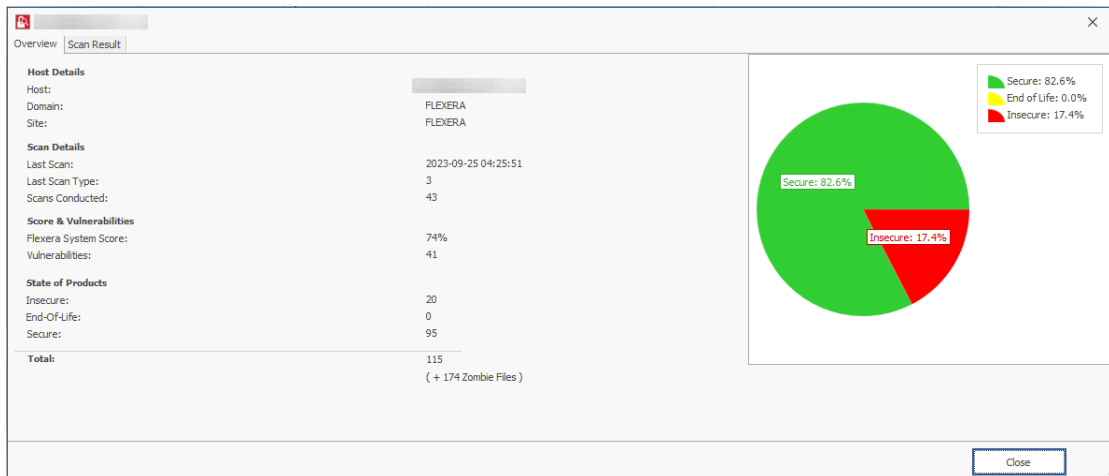 Overview Scan Result
Host Details
Host:
Domain: FLEXERA
Site: FLEXERA
Scan Details
Last Scan: 2023-09-25 04:25:51
Last Scan Type: 3
Scans Conducted: 43
Score & Vulnerabilities
Flexera System Score: 74%
Vulnerabilities: 41
State of Products
Insecure: 20
End-Of-Life: 0
Secure: 95
Total: 115
( + 174 Zombie Files )
Secure: 82.6%
End of Life: 0.0%
Insecure: 17.4%
Secure: 82.6%
Insecure: 17.4%
Close